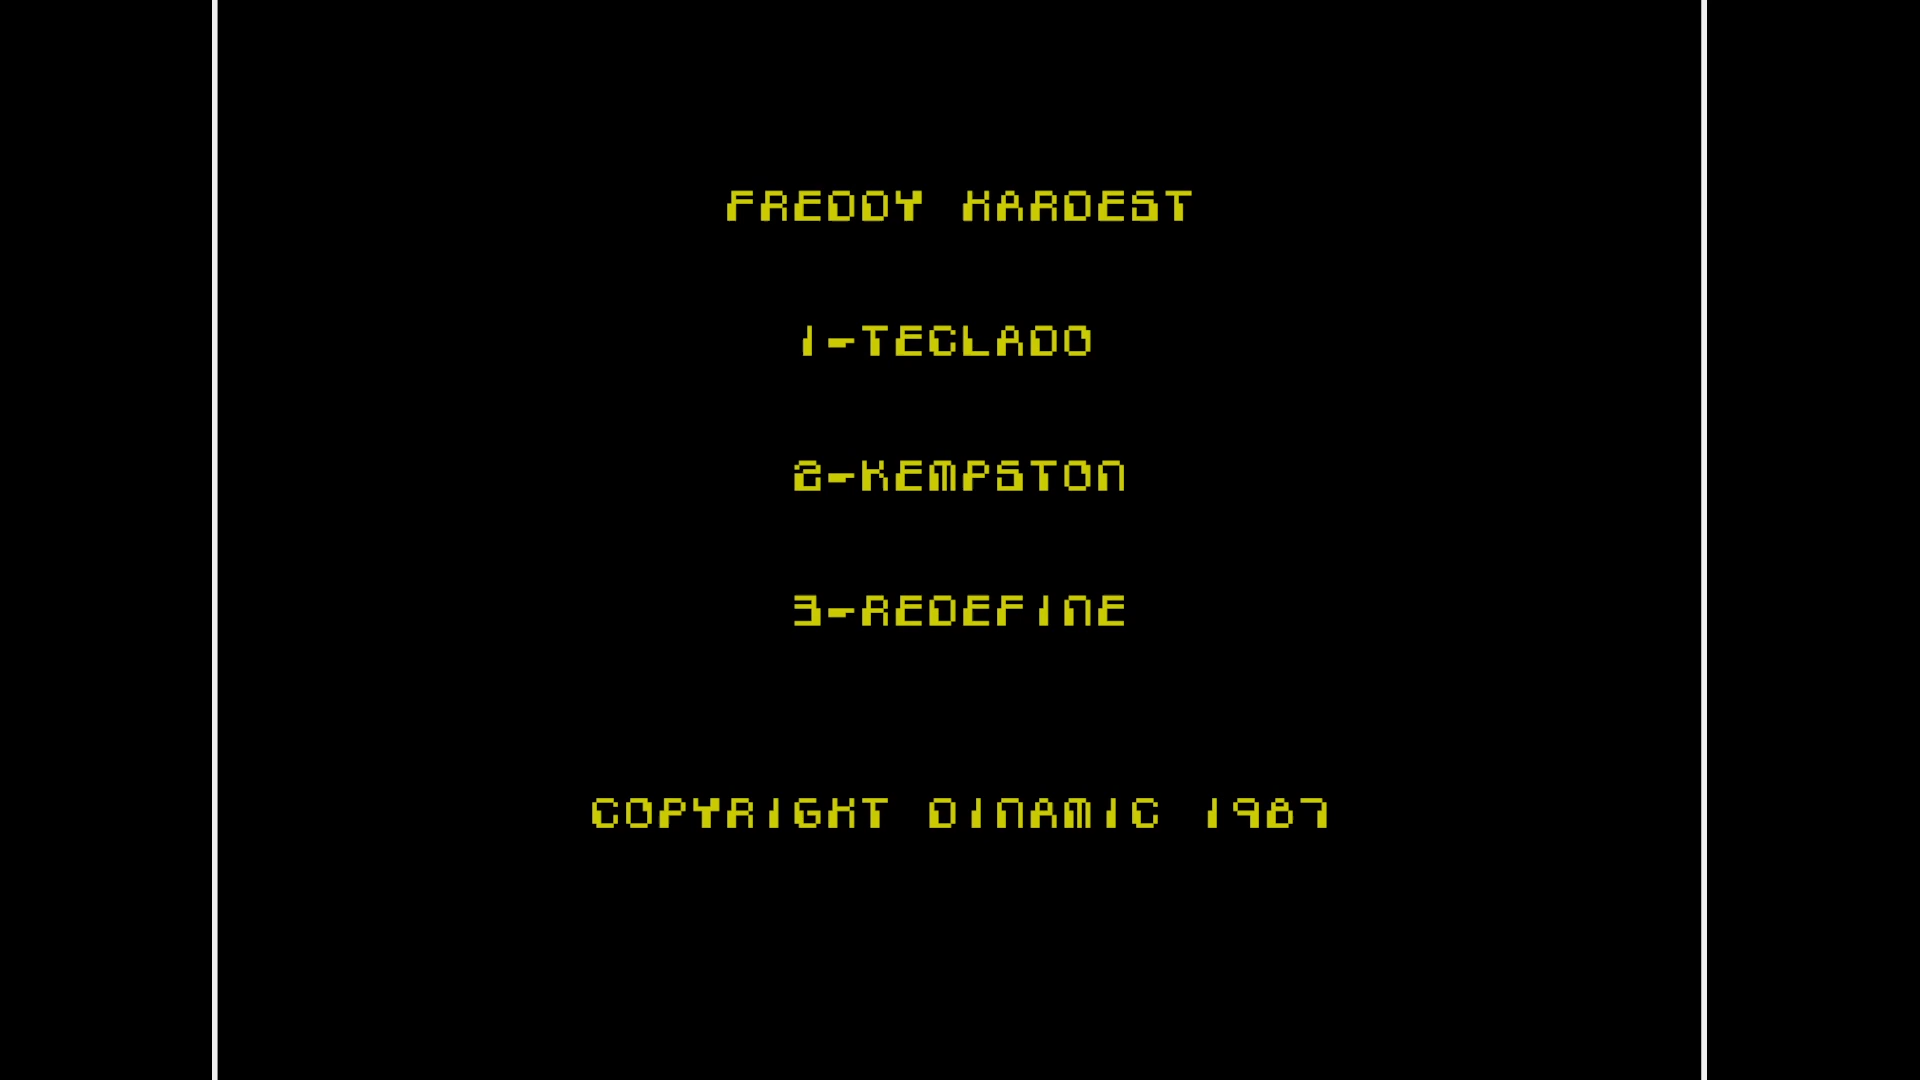 FREDDY HARDEST
1-TECLADO
2-KEMPSTON
3-REDEFINE
COPYRIGHT DINAMIC 1987